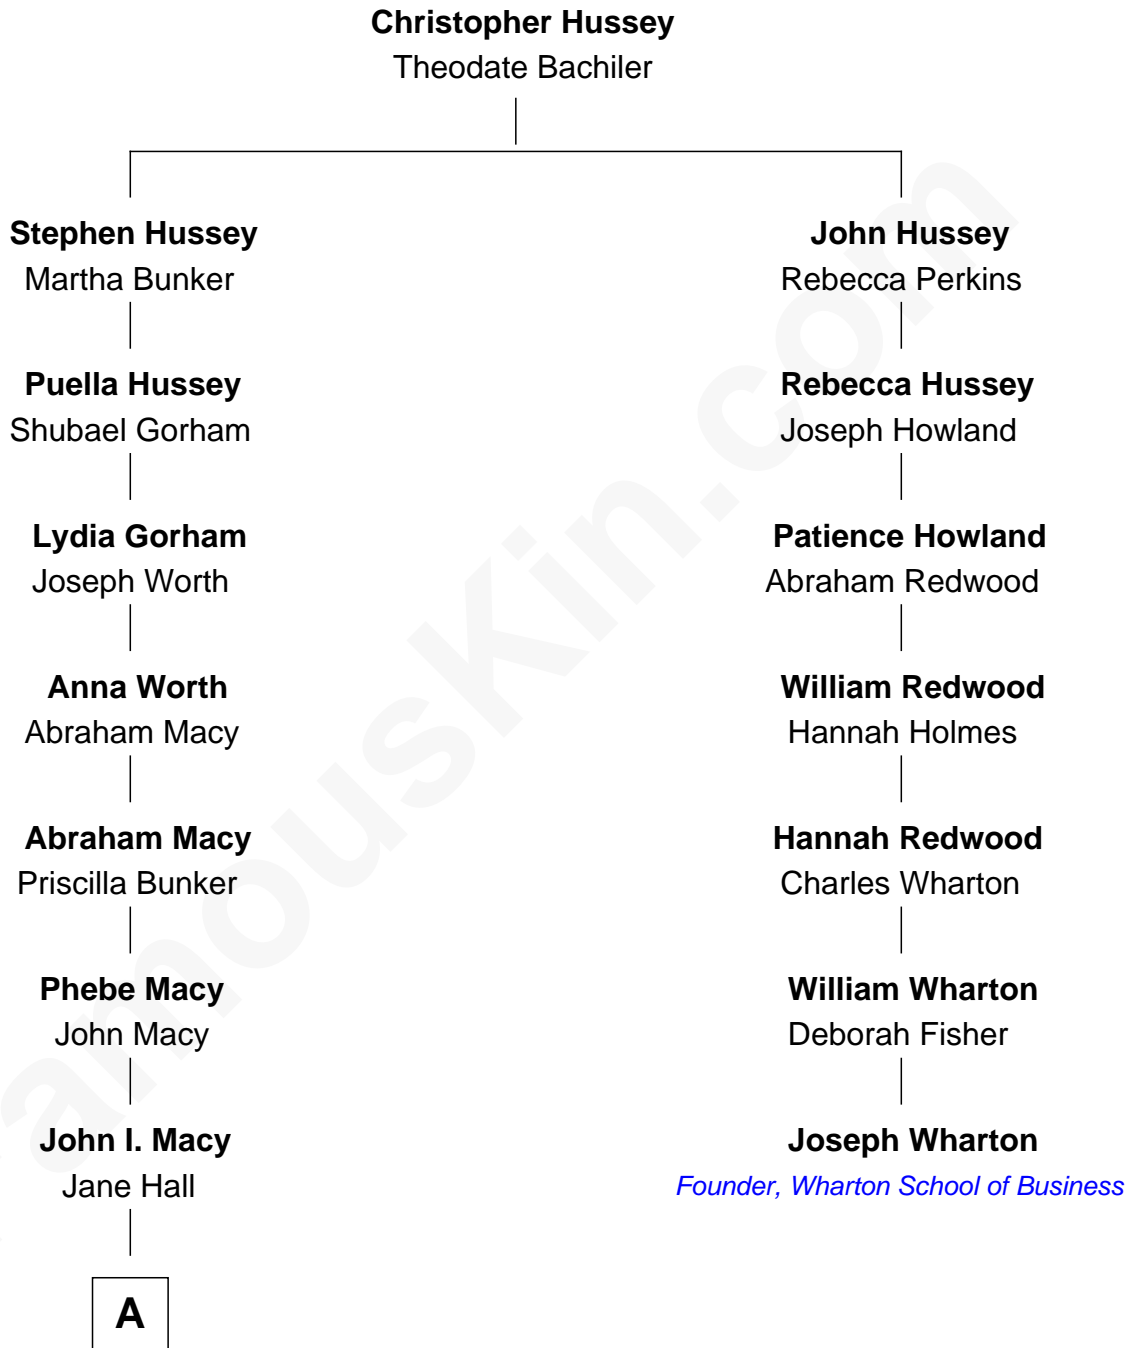 Christopher Hussey
Theodate Bachiler
Stephen Hussey
Martha Bunker
John Hussey
Rebecca Perkins
Puella Hussey
Shubael Gorham
Rebecca Hussey
Joseph Howland
Lydia Gorham
Joseph Worth
Patience Howland
Abraham Redwood
Anna Worth
Abraham Macy
William Redwood
Hannah Holmes
Abraham Macy
Priscilla Bunker
Hannah Redwood
Charles Wharton
Phebe Macy
John Macy
William Wharton
Deborah Fisher
John I. Macy
Jane Hall
Joseph Wharton
Founder, Wharton School of Business
A
amousKin.com